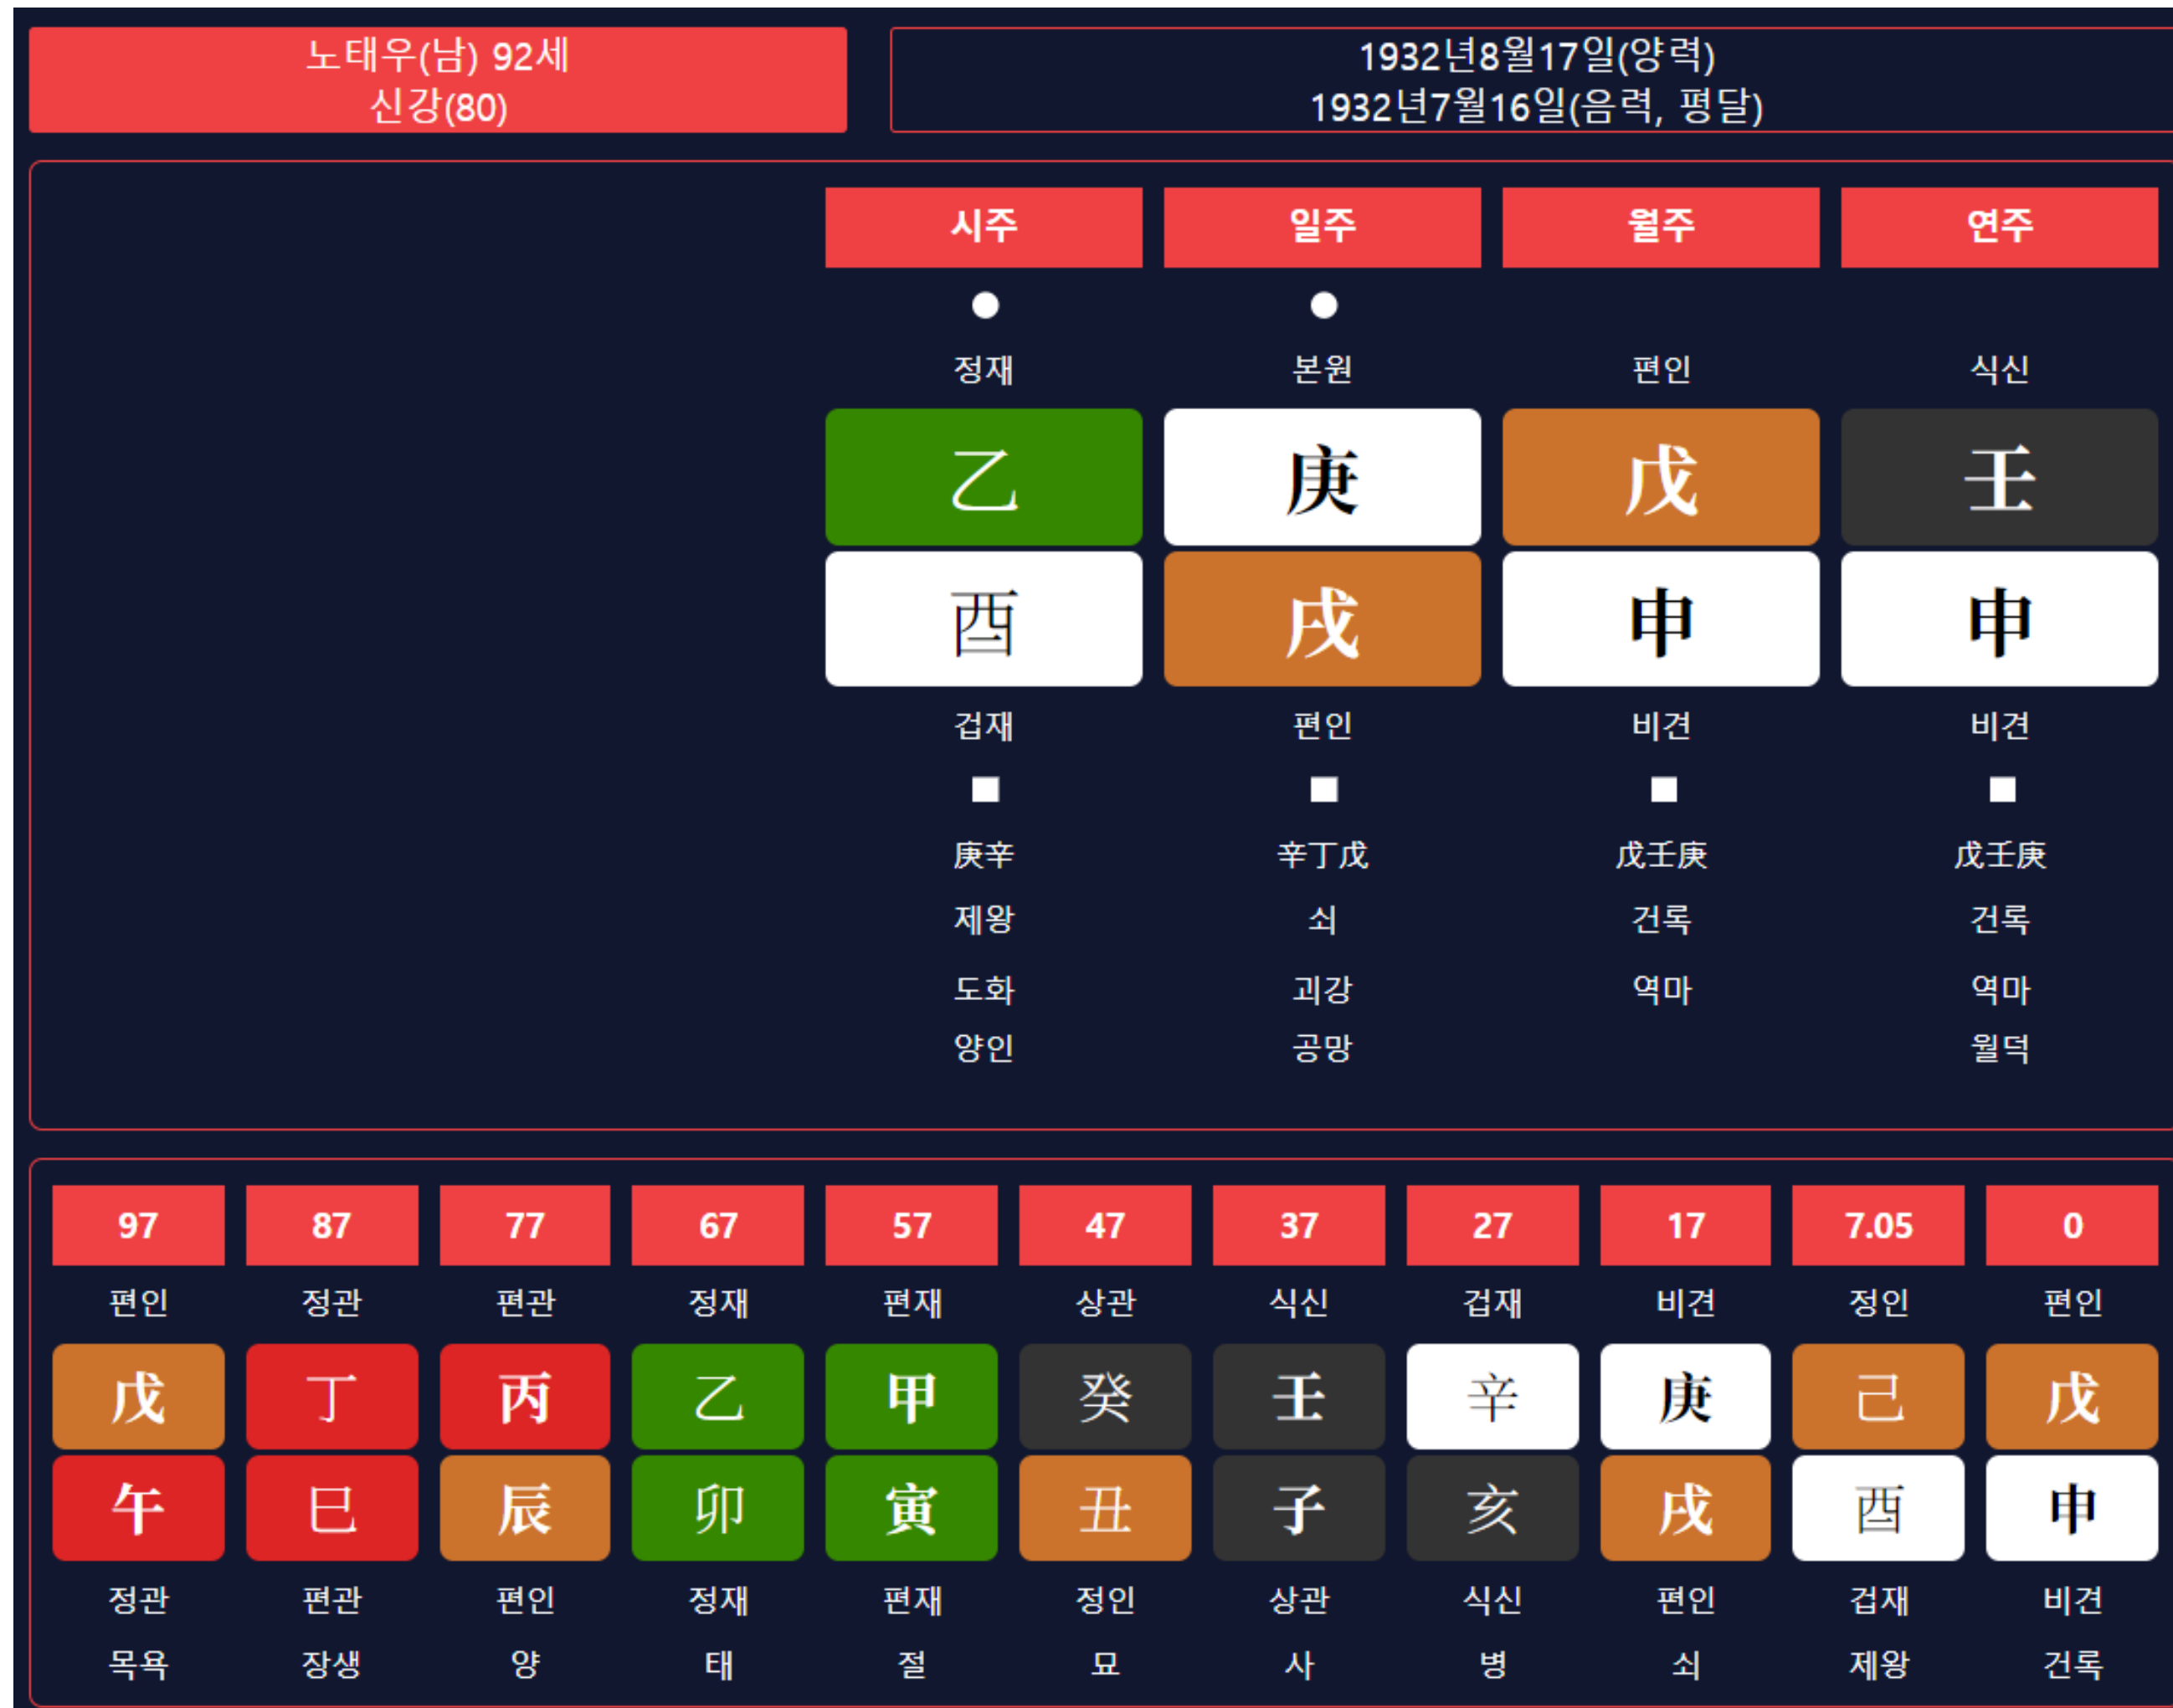 노태우(남) 92세
신강(80)
1932년8월17일(양력)
1932년7월16일(음력, 평달)
시주 일주 월주 연주
정재 본원 편인 식신
乙 庚 戊 壬
酉 戌 申 申
겁재 편인 비견 비견
庚辛 辛丁戊 戊壬庚 戊壬庚
제왕 쇠 건록 건록
도화 괴강 역마 역마
양인 공망 월덕
97 87 77 67 57 47 37 27 17 7.05 0
편인 정관 편관 정재 편재 상관 식신 겁재 비견 정인 편인
戊 丁 丙 乙 甲 癸 壬 辛 庚 己 戊
午 巳 辰 卯 寅 丑 子 亥 戌 酉 申
정관 편관 편인 정재 편재 정인 상관 식신 편인 겁재 비견
목욕 장생 양 태 절 묘 사 병 쇠 제왕 건록